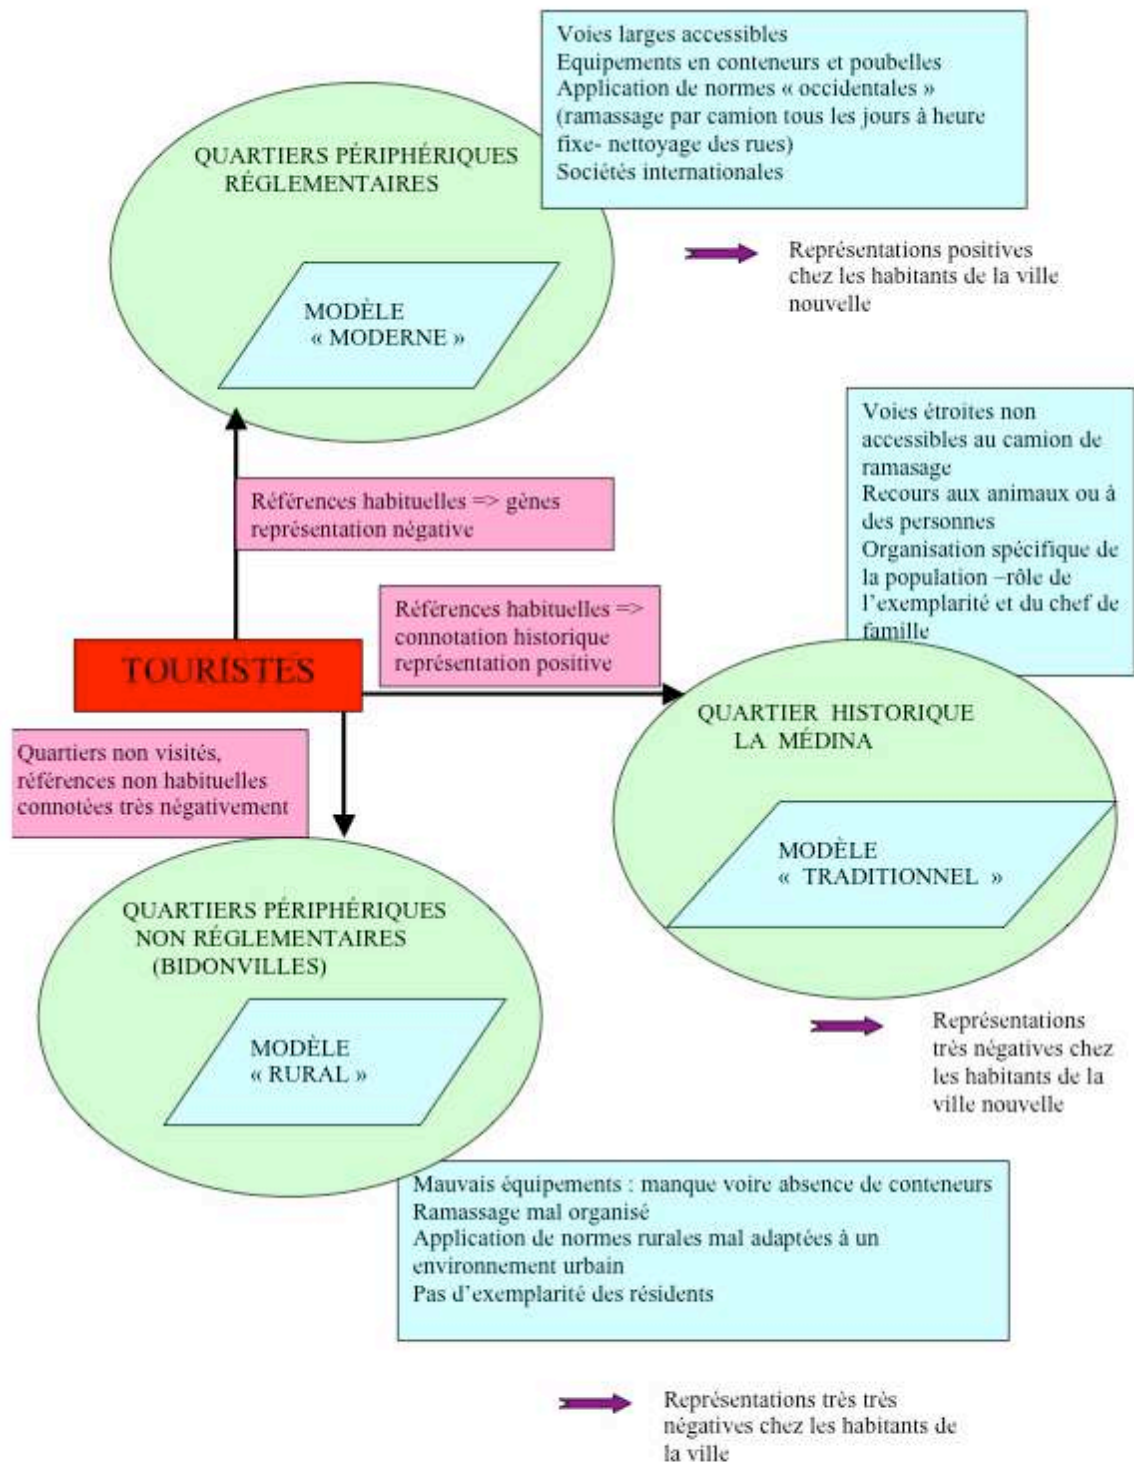 Voies larges accessibles
Equipements en conteneurs et poubelles
Application de normes « occidentales »
(ramassage par camion tous les jours à heure
fixe- nettoyage des rues)
Sociétés internationales
QUARTIERS PÉRIPHÉRIQUES
RÉGLEMENTAIRES
MODÈLE
« MODERNE »
Représentations positives
chez les habitants de la ville
nouvelle
Voies étroites non
accessibles au camion de
ramasage
Recours aux animaux ou à
des personnes
Organisation spécifique de
la population –rôle de
l’exemplarité et du chef de
famille
Références habituelles => gènes
représentation négative
Références habituelles =>
connotation historique
représentation positive
TOURISTES
QUARTIER HISTORIQUE
LA MÉDINA
MODÈLE
« TRADITIONNEL »
Quartiers non visités,
références non habituelles
connotées très négativement
QUARTIERS PÉRIPHÉRIQUES
NON RÉGLEMENTAIRES
(BIDONVILLES)
MODÈLE
« RURAL »
Représentations
très négatives chez
les habitants de la
ville nouvelle
Mauvais équipements : manque voire absence de conteneurs
Ramassage mal organisé
Application de normes rurales mal adaptées à un
environnement urbain
Pas d’exemplarité des résidents
Représentations très très
négatives chez les habitants de
la ville